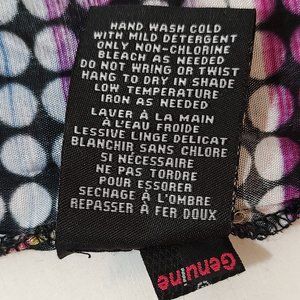 HAND WASH COLD
WITH MILD DETERGENT
ONLY NON-CHLORINE
BLEACH AS NEEDED
DO NOT WRING OR TWIST
HANG TO DRY IN SHADE
LOW TEMPERATURE
IRON AS NEEDED
LAVER À LA MAIN
À L'EAU FROIDE
LESSIVE LINGE DELICAT
BLANCHIR SANS CHLORE
SI NÉCESSAIRE
NE PAS TORDRE
POUR ESSORER
SECHAGE À L'OMBRE
REPASSER À FER DOUX
Genuine